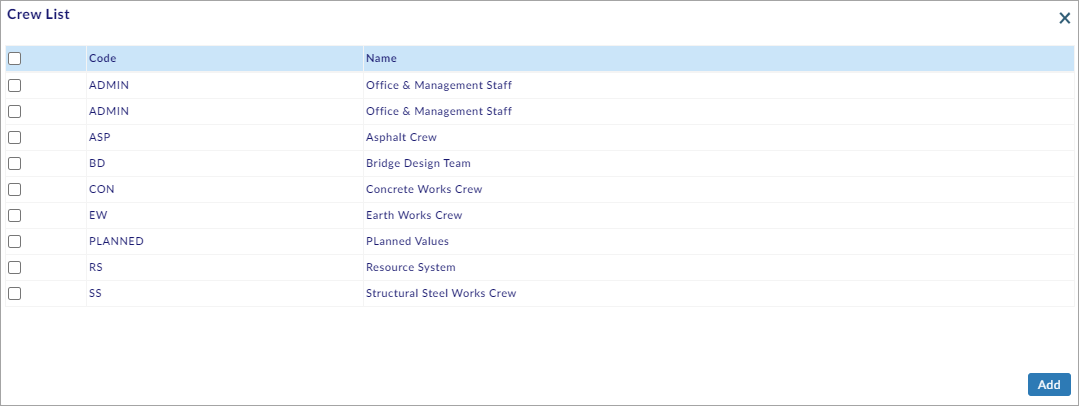 Crew List
Code Name
ADMIN Office & Management Staff
ADMIN Office & Management Staff
ASP Asphalt Crew
BD Bridge Design Team
CON Concrete Works Crew
EW Earth Works Crew
PLANNED PLanned Values
RS Resource System
SS Structural Steel Works Crew
Add